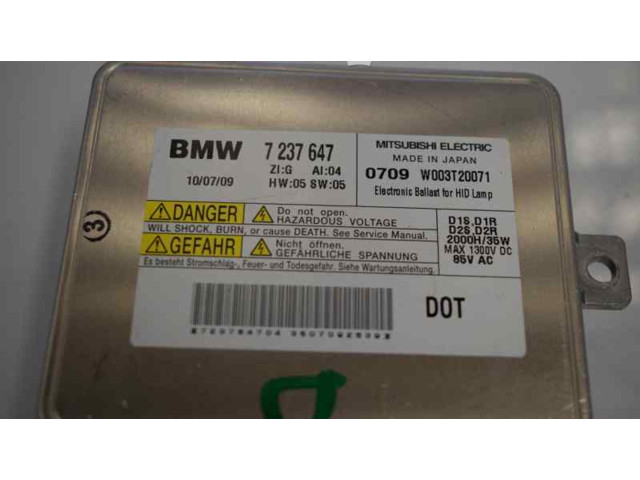 BMW 7 237 647
ZI:G AI:04
10/07/09 HW:05 SW:05
MITSUBISHI ELECTRIC
MADE IN JAPAN
0709 W003T20071
Electronic Ballast for HID Lamp
DANGER Do not open.
HAZARDOUS VOLTAGE
WILL SHOCK, BURN, or cause DEATH. See Service Manual.
GEFAHR Nicht öffnen.
GEFÄHRLICHE SPANNUNG
Es besteht Stromschlag-, Feuer- und Todesgefahr. Siehe Wartungsanleitung.
D1S,D1R
D2S,D2R
2000H/35W
MAX 1300V DC
85V AC
DOT
(3)